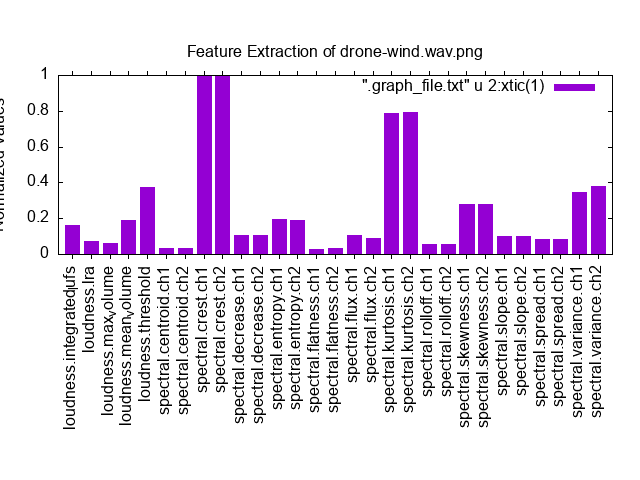 Feature Extraction of drone-wind.wav.png
".graph_file.txt" u 2:xtic(1)
Normalized Values
1
0.8
0.6
0.4
0.2
0
loudness.integratedlufs
loudness.lra
loudness.maxvolume
loudness.meanvolume
loudness.threshold
spectral.centroid.ch1
spectral.centroid.ch2
spectral.crest.ch1
spectral.crest.ch2
spectral.decrease.ch1
spectral.decrease.ch2
spectral.entropy.ch1
spectral.entropy.ch2
spectral.flatness.ch1
spectral.flatness.ch2
spectral.flux.ch1
spectral.flux.ch2
spectral.kurtosis.ch1
spectral.kurtosis.ch2
spectral.rolloff.ch1
spectral.rolloff.ch2
spectral.skewness.ch1
spectral.skewness.ch2
spectral.slope.ch1
spectral.slope.ch2
spectral.spread.ch1
spectral.spread.ch2
spectral.variance.ch1
spectral.variance.ch2